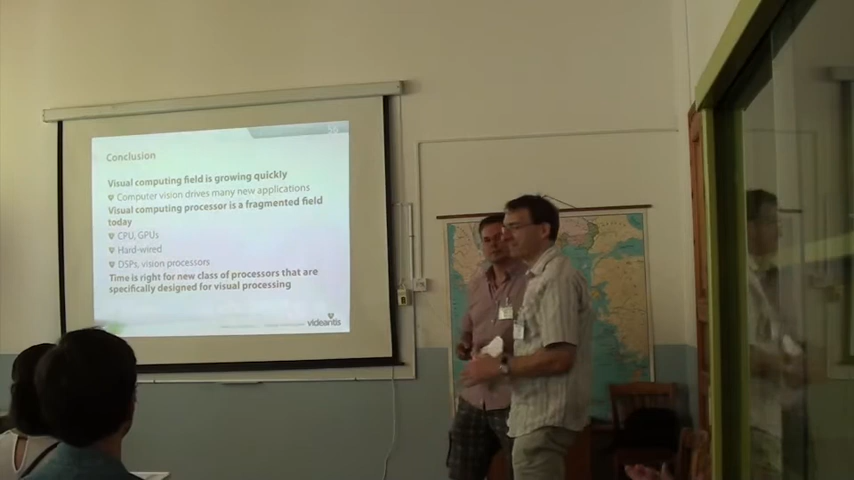 Conclusion
Visual computing field is growing quickly
Computer vision drives many new applications
Visual computing processor is a fragmented field
today
CPU, GPUs
Hard-wired
DSPs, vision processors
Time is right for new class of processors that are
specifically designed for visual processing
videantis